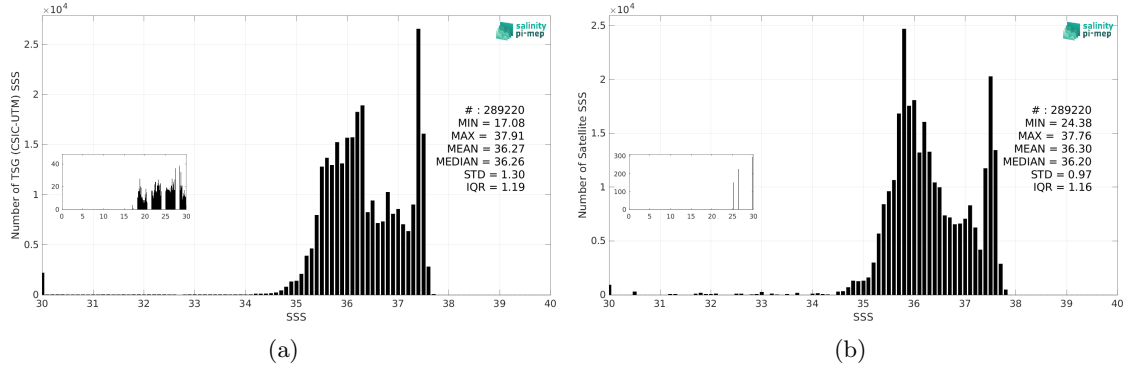 ×10⁴
2.5
2
1.5
1
0.5
0
30 31 32 33 34 35 36 37 38 39 40
SSS
Number of TSG (CSiC-UTM) SSS
salinity
pi-mep
# : 289220
MIN = 17.08
MAX = 37.91
MEAN = 36.27
MEDIAN = 36.26
STD = 1.30
IQR = 1.19
40
20
0
0 5 10 15 20 25 30
(a)
×10⁴
2.5
2
1.5
1
0.5
0
30 31 32 33 34 35 36 37 38 39 40
SSS
Number of Satellite SSS
salinity
pi-mep
# : 289220
MIN = 24.38
MAX = 37.76
MEAN = 36.30
MEDIAN = 36.20
STD = 0.97
IQR = 1.16
300
200
100
0
0 5 10 15 20 25 30
(b)